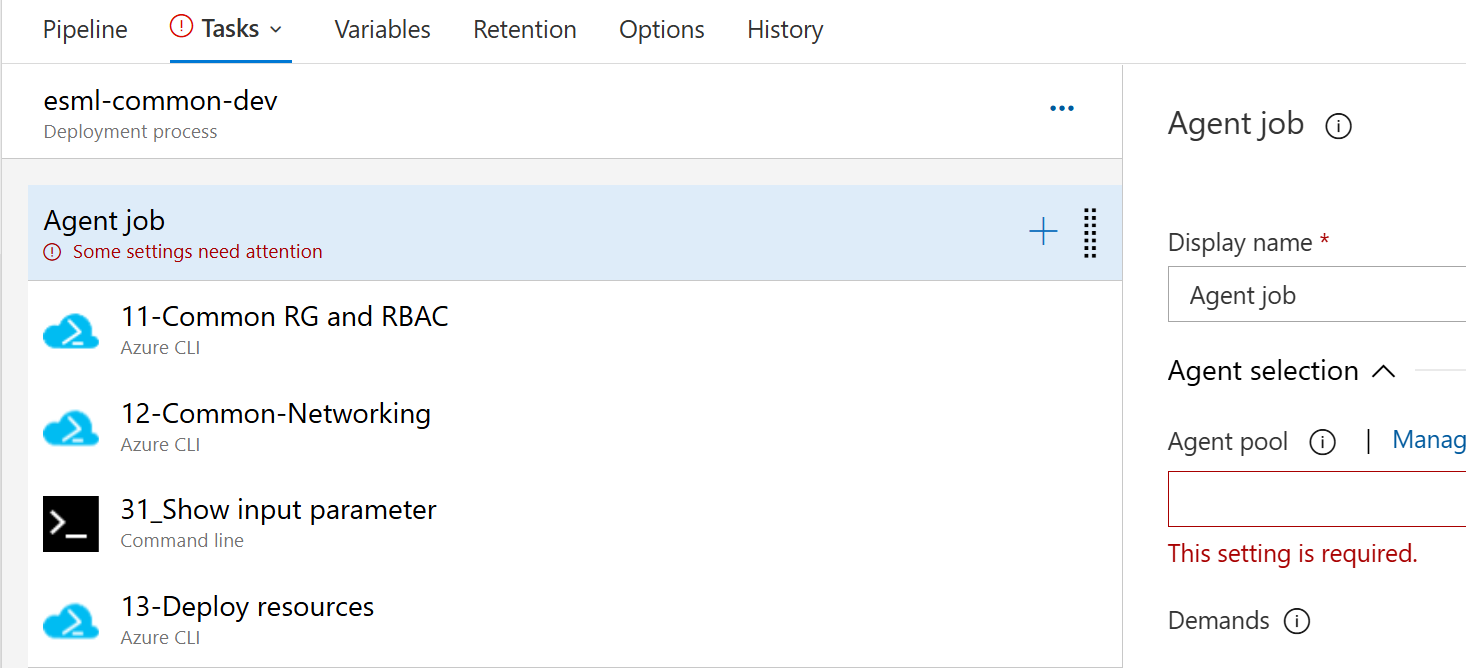 Pipeline Tasks Variables Retention Options History
esml-common-dev
Deployment process
Agent job
Some settings need attention
11-Common RG and RBAC
Azure CLI
12-Common-Networking
Azure CLI
31_Show input parameter
Command line
13-Deploy resources
Azure CLI
Agent job
Display name *
Agent job
Agent selection
Agent pool | Manag
This setting is required.
Demands